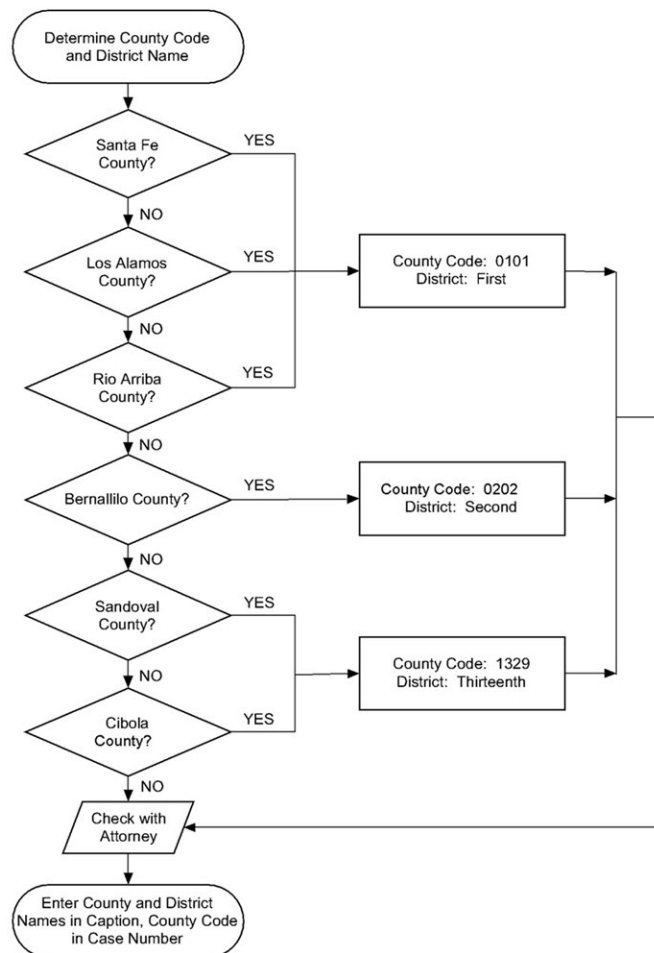 Determine County Code
and District Name
Santa Fe
County?
YES
NO
Los Alamos
County?
YES
County Code: 0101
District: First
NO
Rio Arriba
County?
YES
NO
Bernallilo County?
YES
County Code: 0202
District: Second
NO
Sandoval
County?
YES
NO
County Code: 1329
District: Thirteenth
Cibola
County?
YES
NO
Check with
Attorney
Enter County and District
Names in Caption, County Code
in Case Number